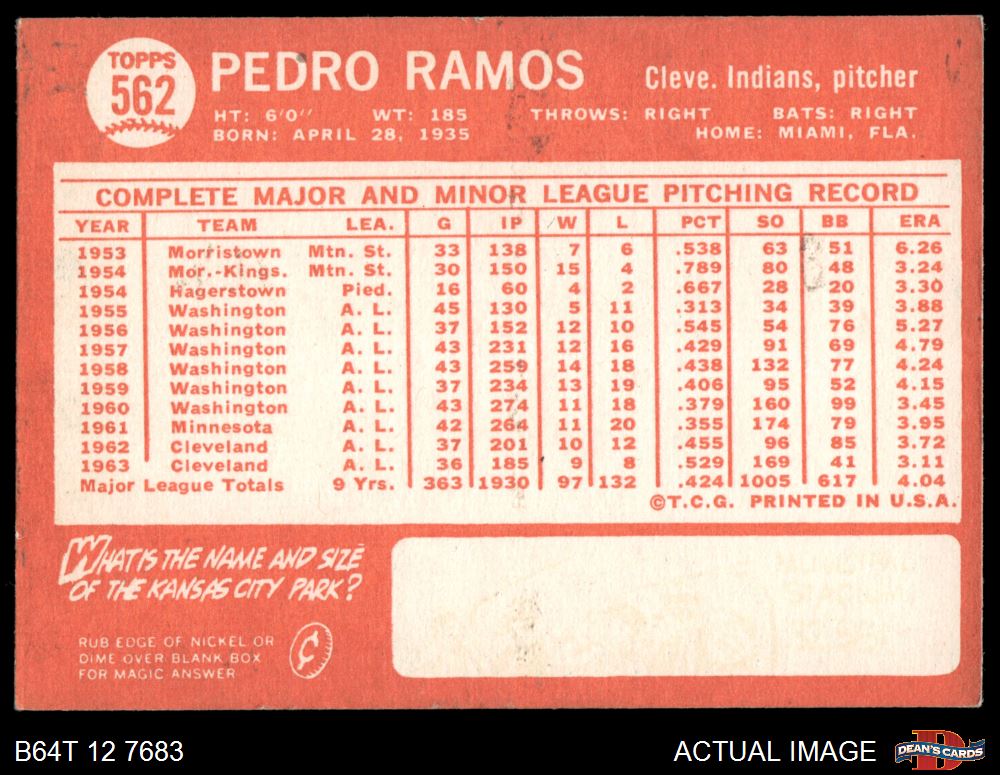 TOPPS
562
PEDRO RAMOS
Cleve. Indians, pitcher
HT: 6'0" WT: 185 THROWS: RIGHT BATS: RIGHT
BORN: APRIL 28, 1935 HOME: MIAMI, FLA.
COMPLETE MAJOR AND MINOR LEAGUE PITCHING RECORD
YEAR TEAM LEA. G IP W L PCT SO BB ERA
1953 Morristown Mtn. St. 33 138 7 6 .538 63 51 6.26
1954 Mor.-Kings. Mtn. St. 30 150 15 4 .789 80 48 3.24
1954 Hagerstown Pied. 16 60 4 2 .667 28 20 3.30
1955 Washington A. L. 45 130 5 11 .313 34 39 3.88
1956 Washington A. L. 37 152 12 10 .545 54 76 5.27
1957 Washington A. L. 43 231 12 16 .429 91 69 4.79
1958 Washington A. L. 43 259 14 18 .438 132 77 4.24
1959 Washington A. L. 37 234 13 19 .406 95 52 4.15
1960 Washington A. L. 43 274 11 18 .379 160 99 3.45
1961 Minnesota A. L. 42 264 11 20 .355 174 79 3.95
1962 Cleveland A. L. 37 201 10 12 .455 96 85 3.72
1963 Cleveland A. L. 36 185 9 8 .529 169 41 3.11
Major League Totals 9 Yrs. 363 1930 97 132 .424 1005 617 4.04
©T.C.G. PRINTED IN U.S.A.
WHAT IS THE NAME AND SIZE
OF THE KANSAS CITY PARK?
RUB EDGE OF NICKEL OR
DIME OVER BLANK BOX
FOR MAGIC ANSWER
¢
B64T 12 7683
ACTUAL IMAGE
DEAN'S CARDS